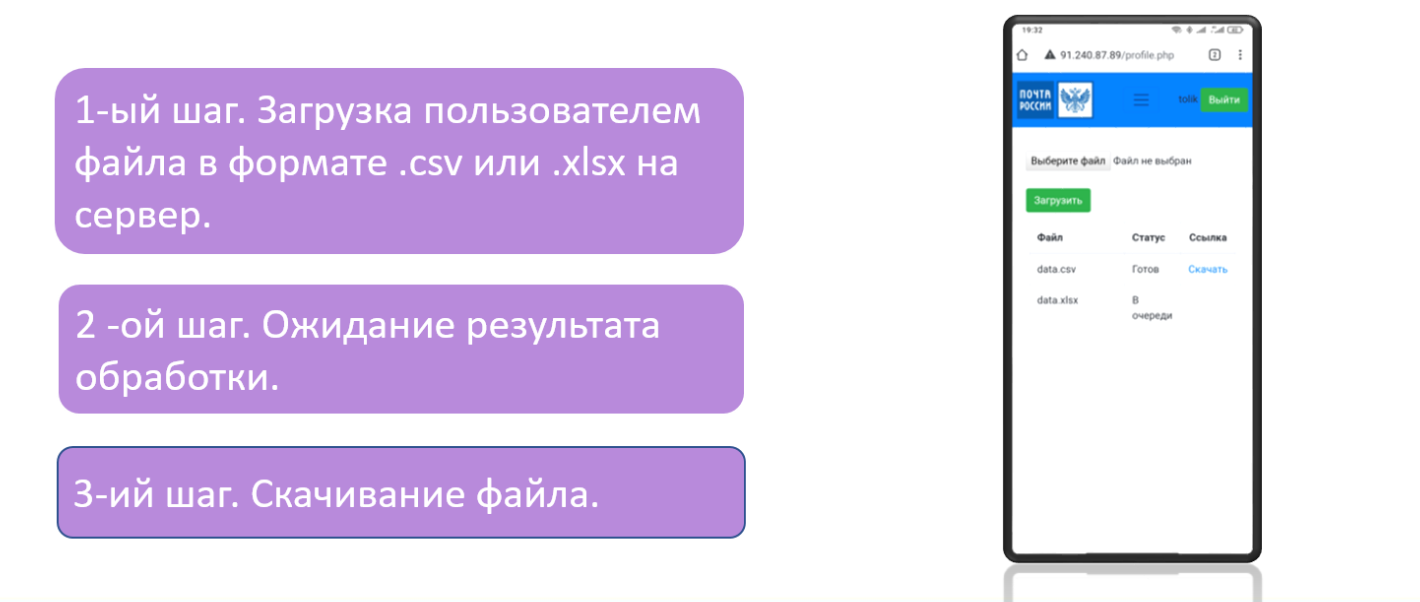 1-ый шаг. Загрузка пользователем
файла в формате .csv или .xlsx на
сервер.
2 -ой шаг. Ожидание результата
обработки.
3-ий шаг. Скачивание файла.
19:32
91.240.87.89/profile.php
2
ПОЧТА
РОССИИ
tolik Выйти
Выберите файл Файл не выбран
Загрузить
Файл Статус Ссылка
data.csv Готов Скачать
data.xlsx В
очереди